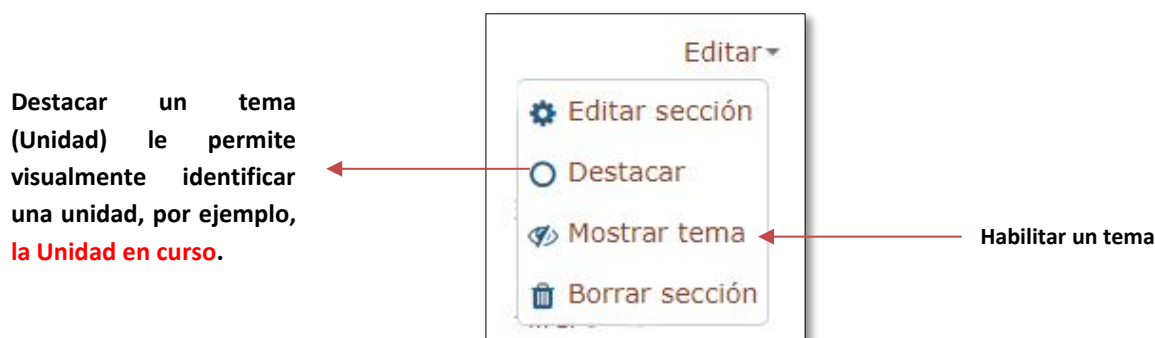 Editar
Destacar un tema
(Unidad) le permite
visualmente identificar
una unidad, por ejemplo,
la Unidad en curso.
Editar sección
Destacar
Mostrar tema
Borrar sección
Habilitar un tema